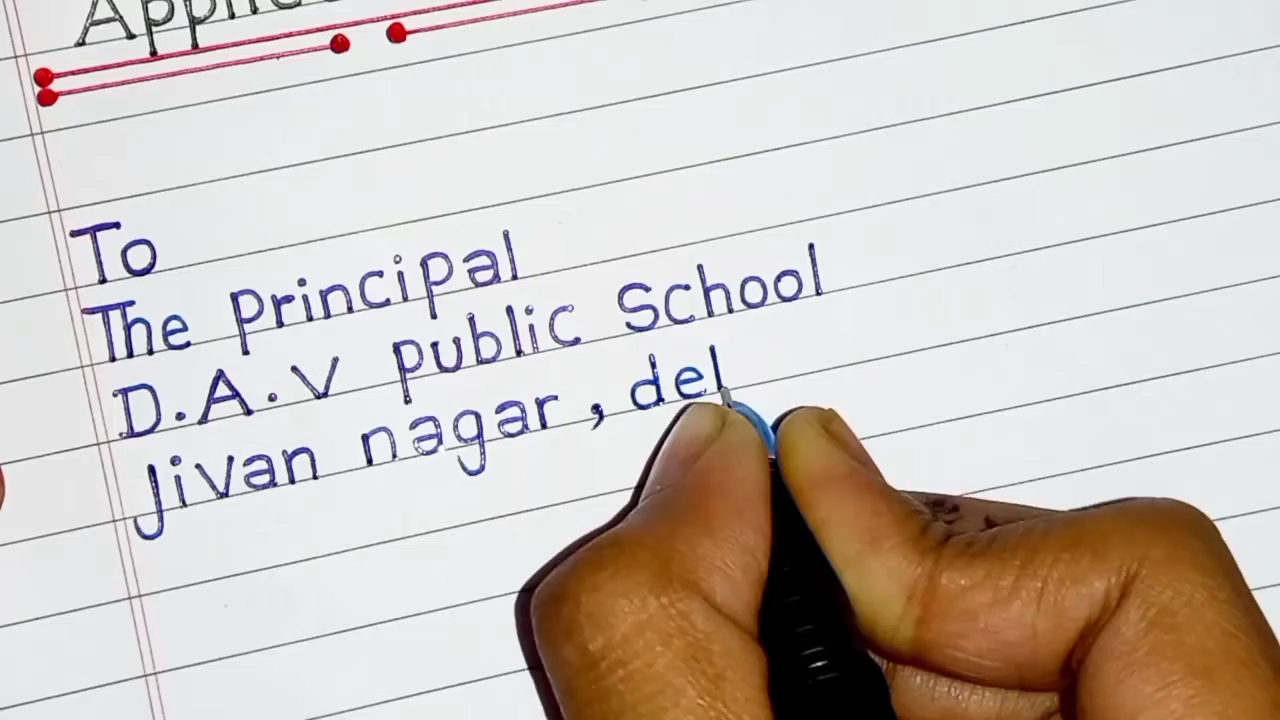 To
The Principal
D.A.V public School
Jivan nagar, del